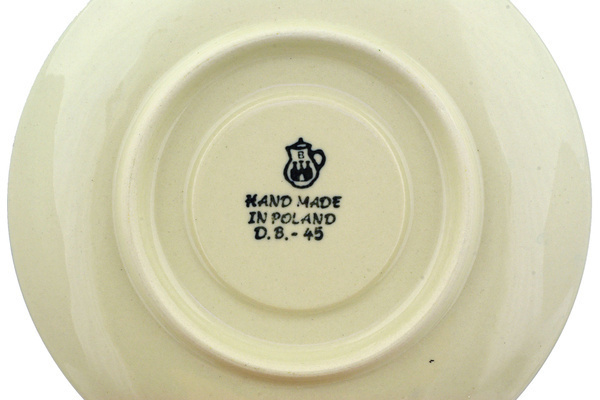 B
HAND MADE
IN POLAND
D.B.- 45